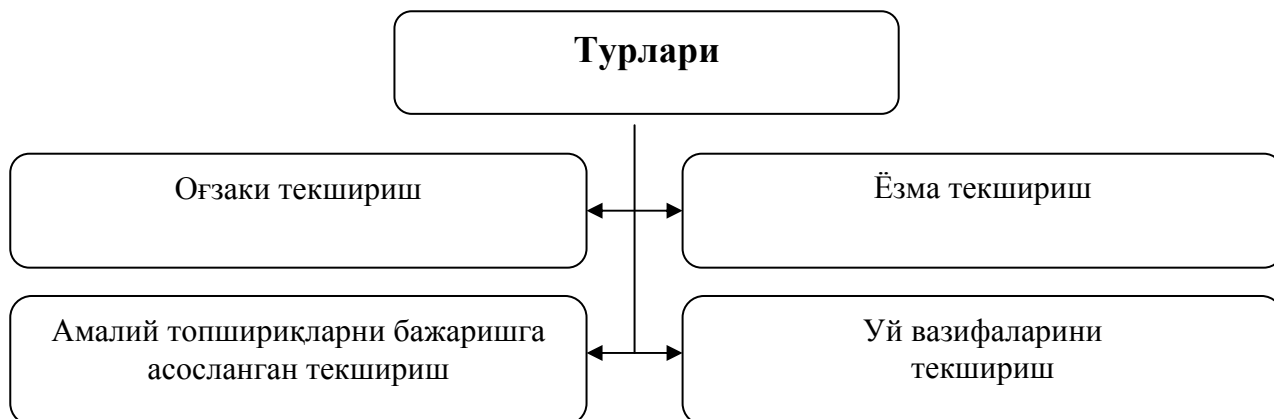 Турлари
Оғзаки текшириш
Ёзма текшириш
Амалий топшириқларни бажаришга
асосланган текшириш
Уй вазифаларини
текшириш